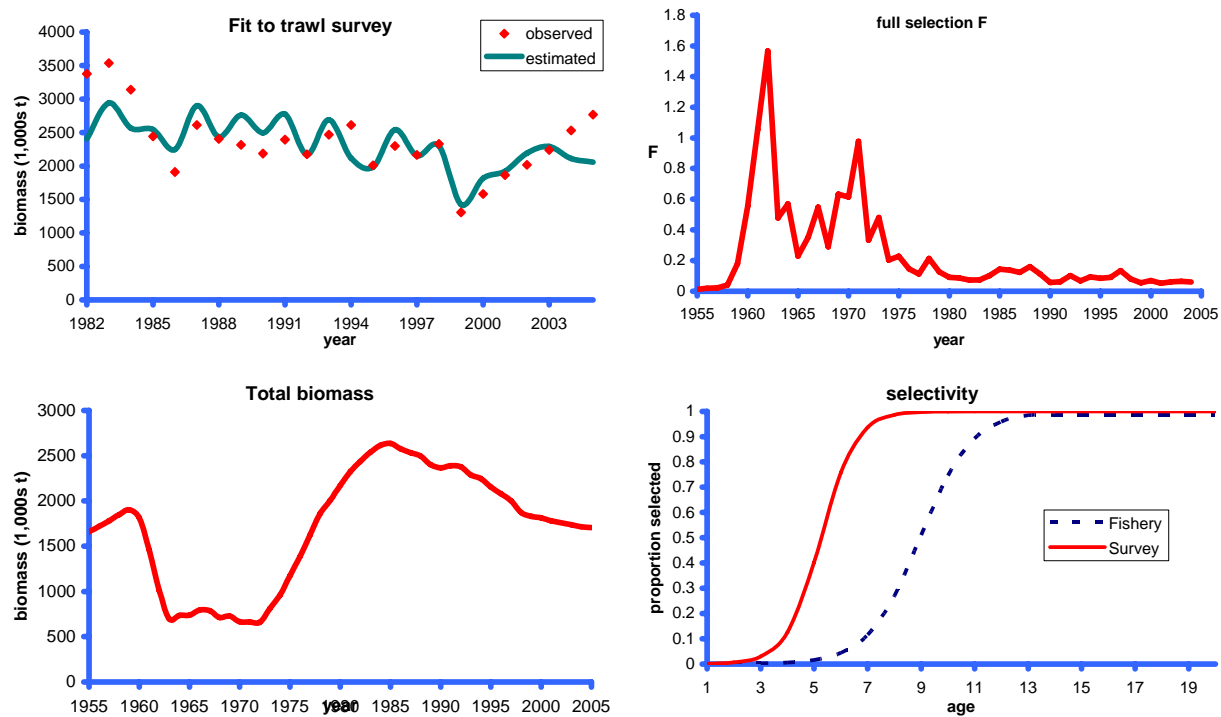 Fit to trawl survey
observed
estimated
biomass (1,000s t)
4000
3500
3000
2500
2000
1500
1000
500
0
1982 1985 1988 1991 1994 1997 2000 2003
year
full selection F
F
1.8
1.6
1.4
1.2
1
0.8
0.6
0.4
0.2
0
1955 1960 1965 1970 1975 1980 1985 1990 1995 2000 2005
year
Total biomass
biomass (1,000s t)
3000
2500
2000
1500
1000
500
0
1955 1960 1965 1970 1975 1980 1985 1990 1995 2000 2005
year
selectivity
proportion selected
1
0.9
0.8
0.7
0.6
0.5
0.4
0.3
0.2
0.1
0
Fishery
Survey
1 3 5 7 9 11 13 15 17 19
age